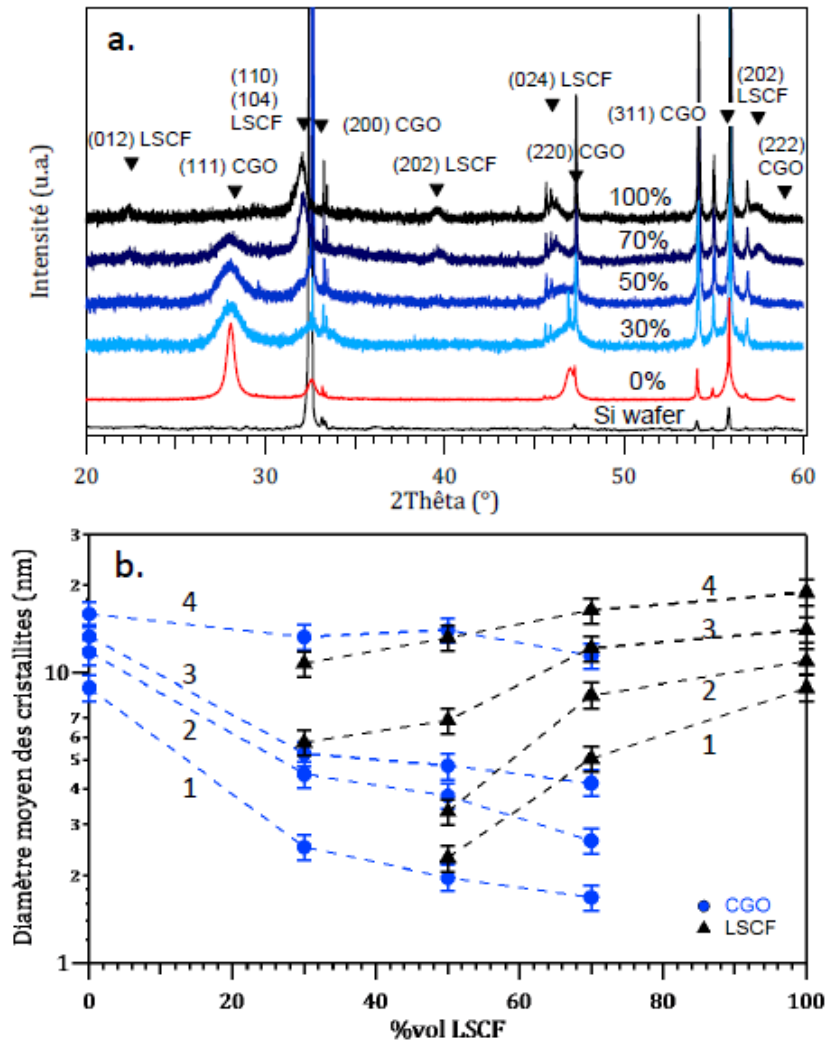 a.
(110)
(104)
LSCF
(012) LSCF
(111) CGO
(200) CGO
(202) LSCF
(024) LSCF
(220) CGO
(311) CGO
(202)
LSCF
(222)
CGO
100%
70%
50%
30%
0%
Si wafer
Intensité (u.a.)
20 30 40 50 60
2Thêta (°)
b.
Diamètre moyen des cristallites (nm)
3
2
10
7
6
5
4
3
2
1
4
3
2
1
4
3
2
1
CGO
LSCF
0 20 40 60 80 100
%vol LSCF